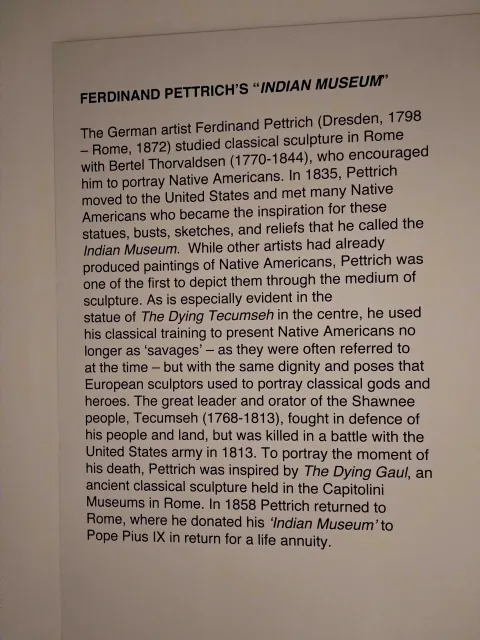 FERDINAND PETTRICH'S “INDIAN MUSEUM”
The German artist Ferdinand Pettrich (Dresden, 1798
– Rome, 1872) studied classical sculpture in Rome
with Bertel Thorvaldsen (1770-1844), who encouraged
him to portray Native Americans. In 1835, Pettrich
moved to the United States and met many Native
Americans who became the inspiration for these
statues, busts, sketches, and reliefs that he called the
Indian Museum. While other artists had already
produced paintings of Native Americans, Pettrich was
one of the first to depict them through the medium of
sculpture. As is especially evident in the
statue of The Dying Tecumseh in the centre, he used
his classical training to present Native Americans no
longer as ‘savages’ – as they were often referred to
at the time – but with the same dignity and poses that
European sculptors used to portray classical gods and
heroes. The great leader and orator of the Shawnee
people, Tecumseh (1768-1813), fought in defence of
his people and land, but was killed in a battle with the
United States army in 1813. To portray the moment of
his death, Pettrich was inspired by The Dying Gaul, an
ancient classical sculpture held in the Capitolini
Museums in Rome. In 1858 Pettrich returned to
Rome, where he donated his ‘Indian Museum’ to
Pope Pius IX in return for a life annuity.